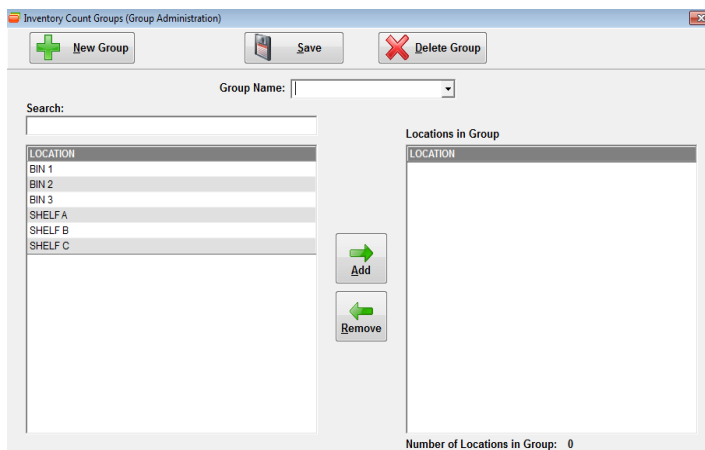 Inventory Count Groups (Group Administration)
New Group
Save
Delete Group
Group Name:
Search:
LOCATION
BIN 1
BIN 2
BIN 3
SHELF A
SHELF B
SHELF C
Add
Remove
Locations in Group
LOCATION
Number of Locations in Group: 0